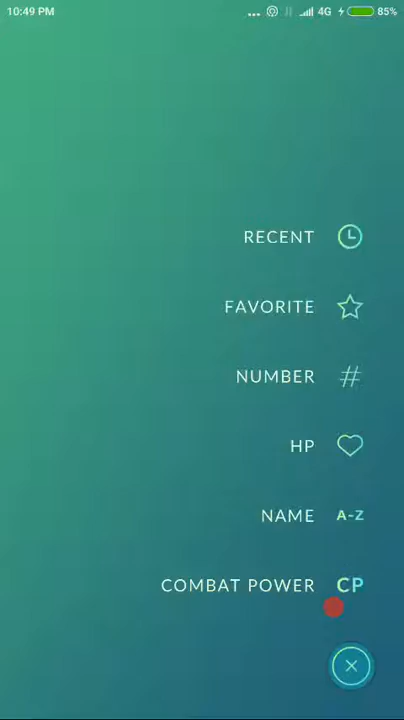 10:49 PM ... 4G 85%
RECENT
FAVORITE
NUMBER #
HP
NAME A-Z
COMBAT POWER CP